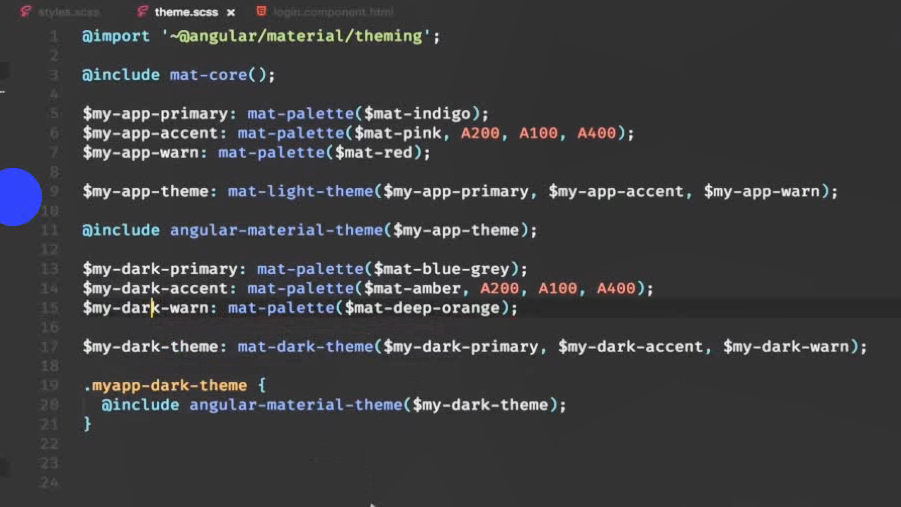 styles.scss theme.scss × login.component.html
1 @import '~@angular/material/theming';
2
3 @include mat-core();
4
5 $my-app-primary: mat-palette($mat-indigo);
6 $my-app-accent: mat-palette($mat-pink, A200, A100, A400);
7 $my-app-warn: mat-palette($mat-red);
8
9 $my-app-theme: mat-light-theme($my-app-primary, $my-app-accent, $my-app-warn);
10
11 @include angular-material-theme($my-app-theme);
12
13 $my-dark-primary: mat-palette($mat-blue-grey);
14 $my-dark-accent: mat-palette($mat-amber, A200, A100, A400);
15 $my-dark-warn: mat-palette($mat-deep-orange);
16
17 $my-dark-theme: mat-dark-theme($my-dark-primary, $my-dark-accent, $my-dark-warn);
18
19 .myapp-dark-theme {
20 @include angular-material-theme($my-dark-theme);
21 }
22
23
24